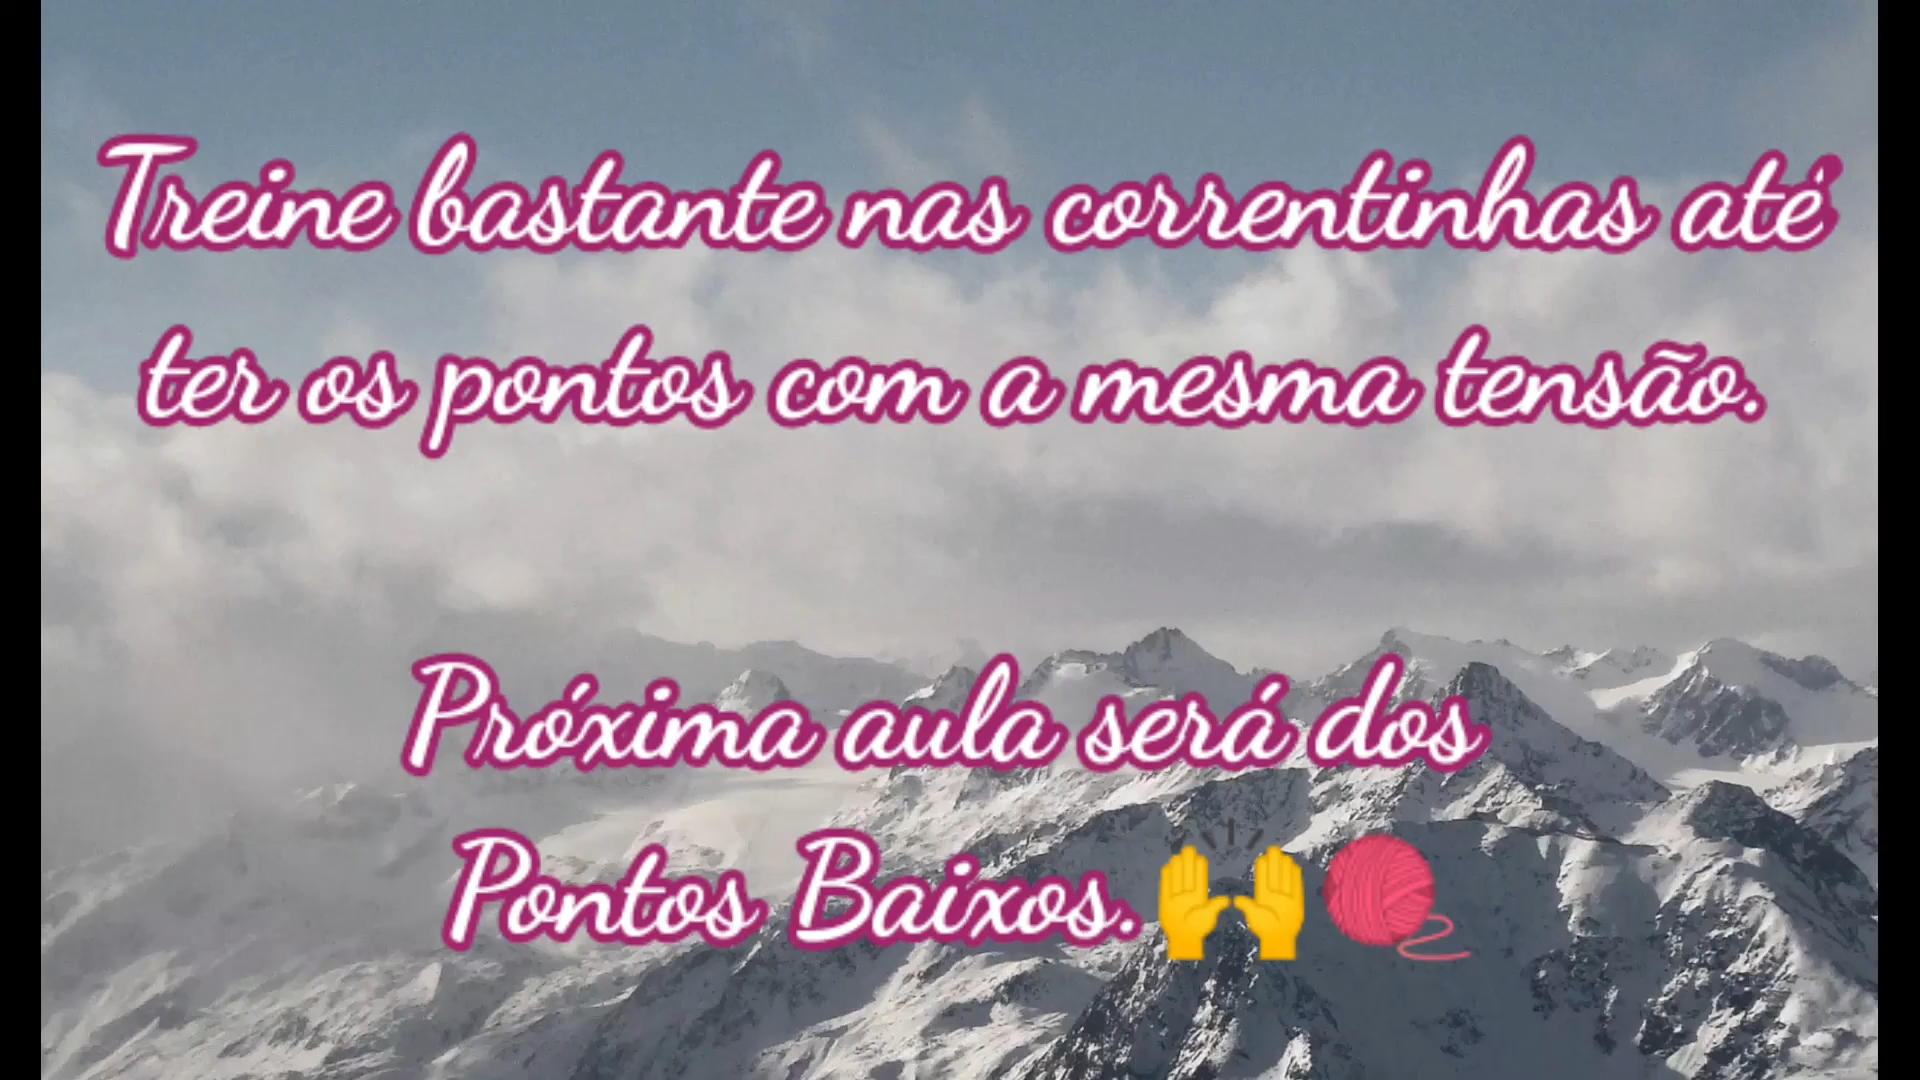 Treine bastante nas correntinhas até
ter os pontos com a mesma tensão.
Próxima aula será dos
Pontos Baixos. 🙌🧶